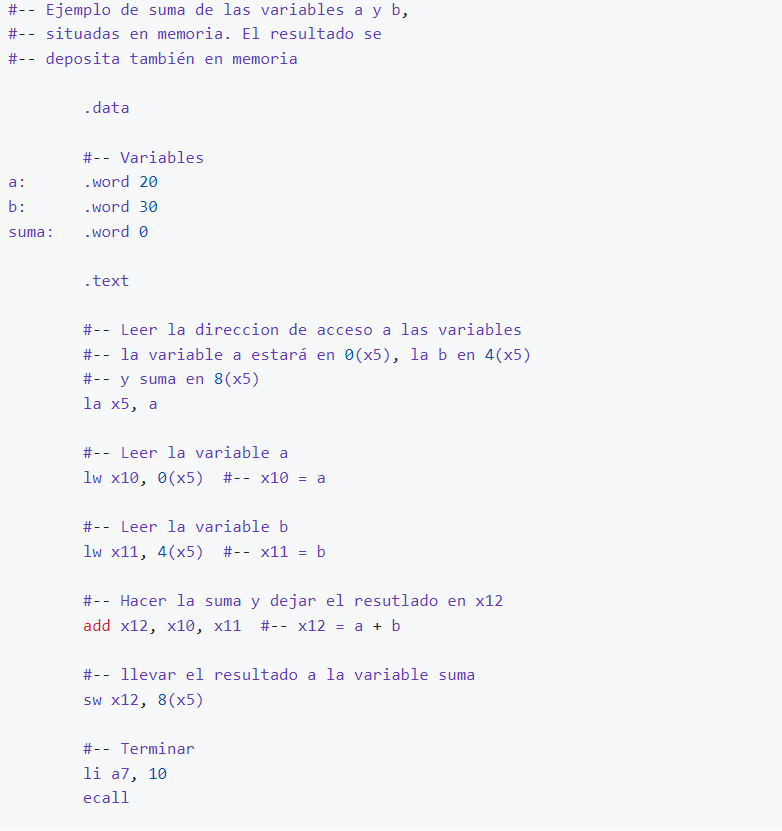 #-- Ejemplo de suma de las variables a y b,
#-- situadas en memoria. El resultado se
#-- deposita también en memoria
.data
#-- Variables
a: .word 20
b: .word 30
suma: .word 0
.text
#-- Leer la direccion de acceso a las variables
#-- la variable a estará en 0(x5), la b en 4(x5)
#-- y suma en 8(x5)
la x5, a
#-- Leer la variable a
lw x10, 0(x5) #-- x10 = a
#-- Leer la variable b
lw x11, 4(x5) #-- x11 = b
#-- Hacer la suma y dejar el resutlado en x12
add x12, x10, x11 #-- x12 = a + b
#-- llevar el resultado a la variable suma
sw x12, 8(x5)
#-- Terminar
li a7, 10
ecall